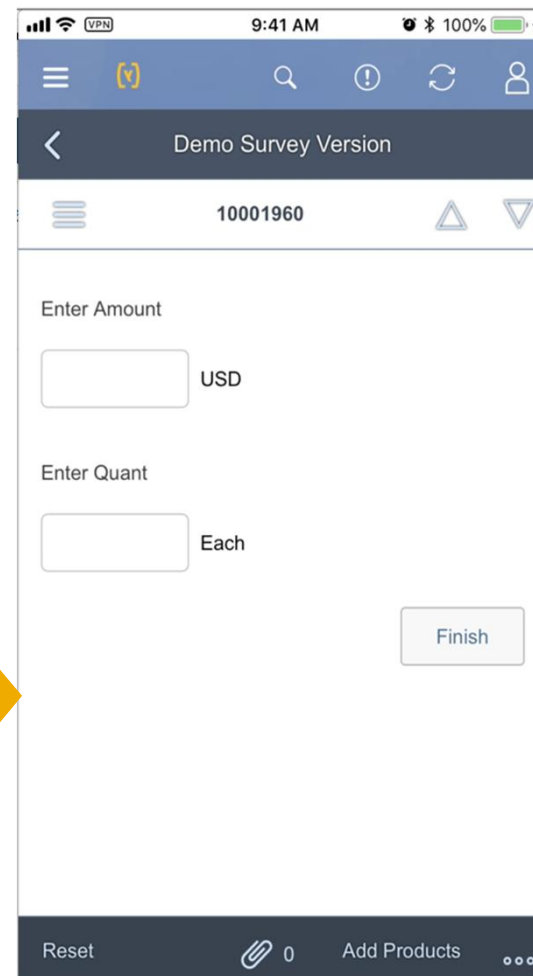 VPN 9:41 AM 100%
Demo Survey Version
10001960
Enter Amount
USD
Enter Quant
Each
Finish
Reset 0 Add Products